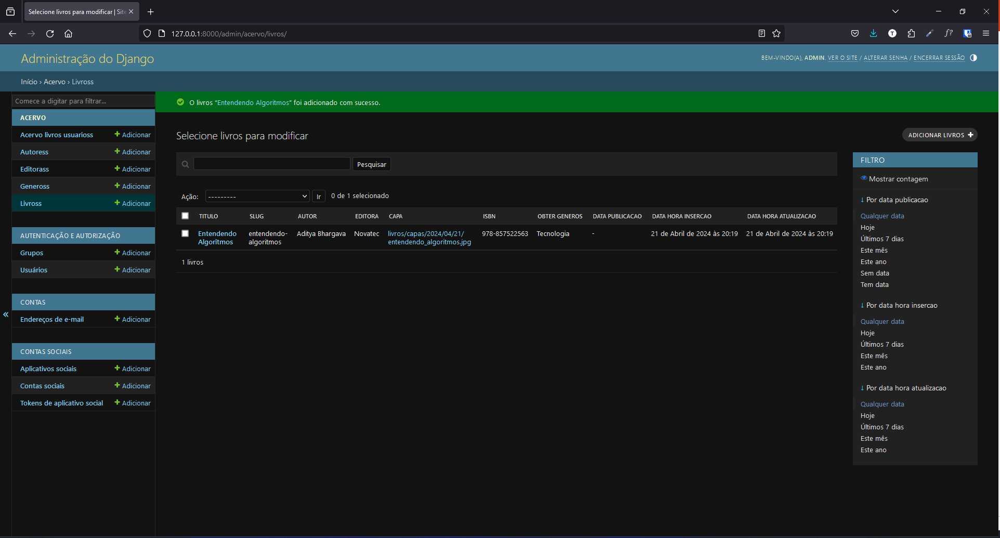 Selecione livros para modificar | Site
127.0.0.1:8000/admin/acervo/livros/
Administração do Django
BEM-VINDO(A), ADMIN. VER O SITE / ALTERAR SENHA / ENCERRAR SESSÃO
Início › Acervo › Livross
Comece a digitar para filtrar...
ACERVO
Acervo livros usuarioss Adicionar
Autoress Adicionar
Editorass Adicionar
Geneross Adicionar
Livross Adicionar
AUTENTICAÇÃO E AUTORIZAÇÃO
Grupos Adicionar
Usuários Adicionar
CONTAS
Endereços de e-mail Adicionar
CONTAS SOCIAIS
Aplicativos sociais Adicionar
Contas sociais Adicionar
Tokens de aplicativo social Adicionar
«
O livros “Entendendo Algoritmos” foi adicionado com sucesso.
Selecione livros para modificar
ADICIONAR LIVROS
Pesquisar
Ação: --------- Ir 0 de 1 selecionado
TITULO SLUG AUTOR EDITORA CAPA ISBN OBTER GENEROS DATA PUBLICACAO DATA HORA INSERCAO DATA HORA ATUALIZACAO
Entendendo entendendo- Aditya Bhargava Novatec livros/capas/2024/04/21/ 978-857522563 Tecnologia - 21 de Abril de 2024 às 20:19 21 de Abril de 2024 às 20:19
Algoritmos algoritmos entendendo_algoritmos.jpg
1 livros
FILTRO
Mostrar contagem
↓ Por data publicacao
Qualquer data
Hoje
Últimos 7 dias
Este mês
Este ano
Sem data
Tem data
↓ Por data hora insercao
Qualquer data
Hoje
Últimos 7 dias
Este mês
Este ano
↓ Por data hora atualizacao
Qualquer data
Hoje
Últimos 7 dias
Este mês
Este ano